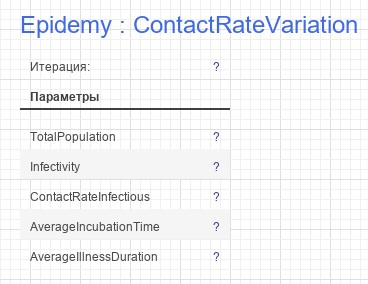 Epidemy : ContactRateVariation
Итерация: ?
Параметры
TotalPopulation ?
Infectivity ?
ContactRateInfectious ?
AverageIncubationTime ?
AverageIllnessDuration ?